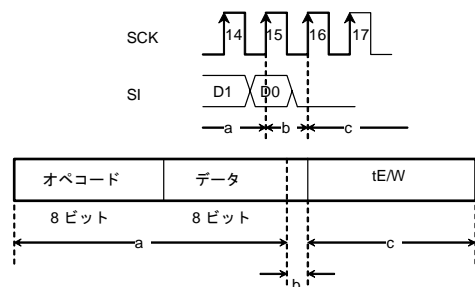 SCK
14 15 16 17
SI
D1 D0
a b c
オペコード データ tE/W
8 ビット 8 ビット
a c
b